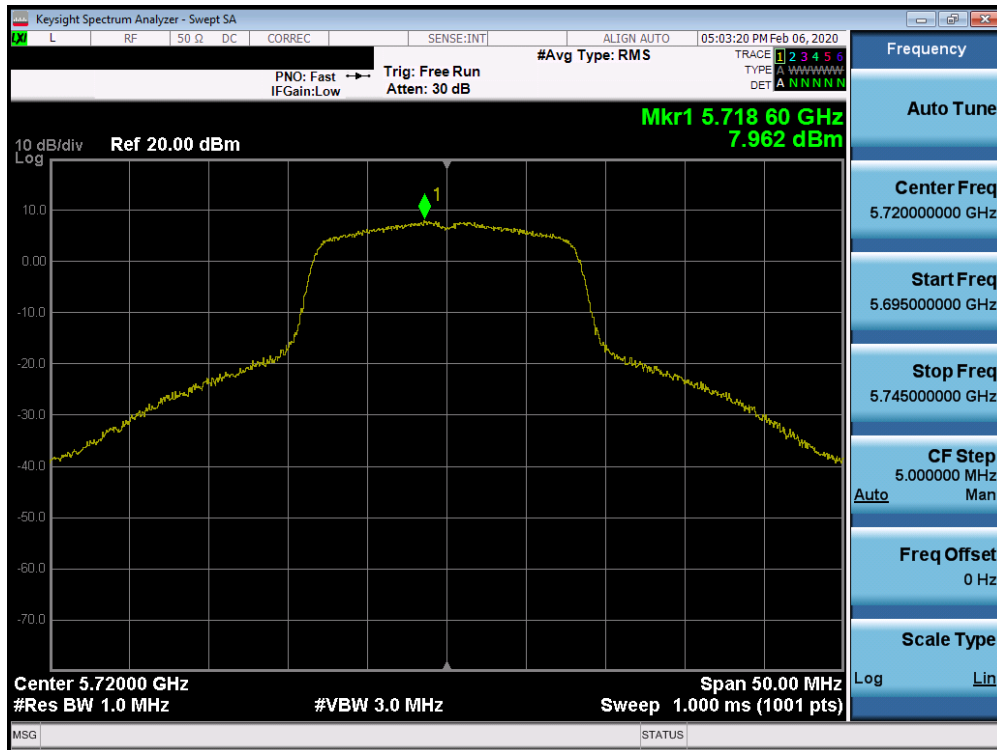 Keysight Spectrum Analyzer - Swept SA
LXI L RF 50 Ω DC CORREC SENSE:INT ALIGN AUTO 05:03:20 PM Feb 06, 2020
#Avg Type: RMS TRACE 1 2 3 4 5 6
PNO: Fast Trig: Free Run TYPE A WWWWW
IFGain:Low Atten: 30 dB DET A N N N N N
Mkr1 5.718 60 GHz
7.962 dBm
10 dB/div Ref 20.00 dBm
Log
1
10.0
0.00
-10.0
-20.0
-30.0
-40.0
-50.0
-60.0
-70.0
Center 5.72000 GHz Span 50.00 MHz
#Res BW 1.0 MHz #VBW 3.0 MHz Sweep 1.000 ms (1001 pts)
MSG STATUS
Frequency
Auto Tune
Center Freq
5.720000000 GHz
Start Freq
5.695000000 GHz
Stop Freq
5.745000000 GHz
CF Step
5.000000 MHz
Auto Man
Freq Offset
0 Hz
Scale Type
Log Lin